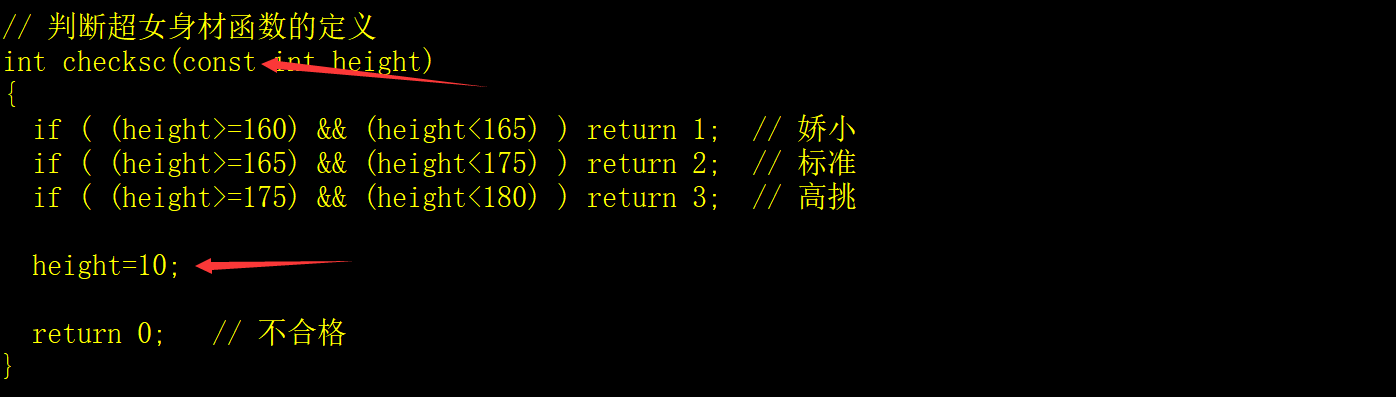 // 判断超女身材函数的定义
int checksc(const int height)
{
  if ( (height>=160) && (height<165) ) return 1;  // 娇小
  if ( (height>=165) && (height<175) ) return 2;  // 标准
  if ( (height>=175) && (height<180) ) return 3;  // 高挑
  height=10;
  return 0;   // 不合格
}